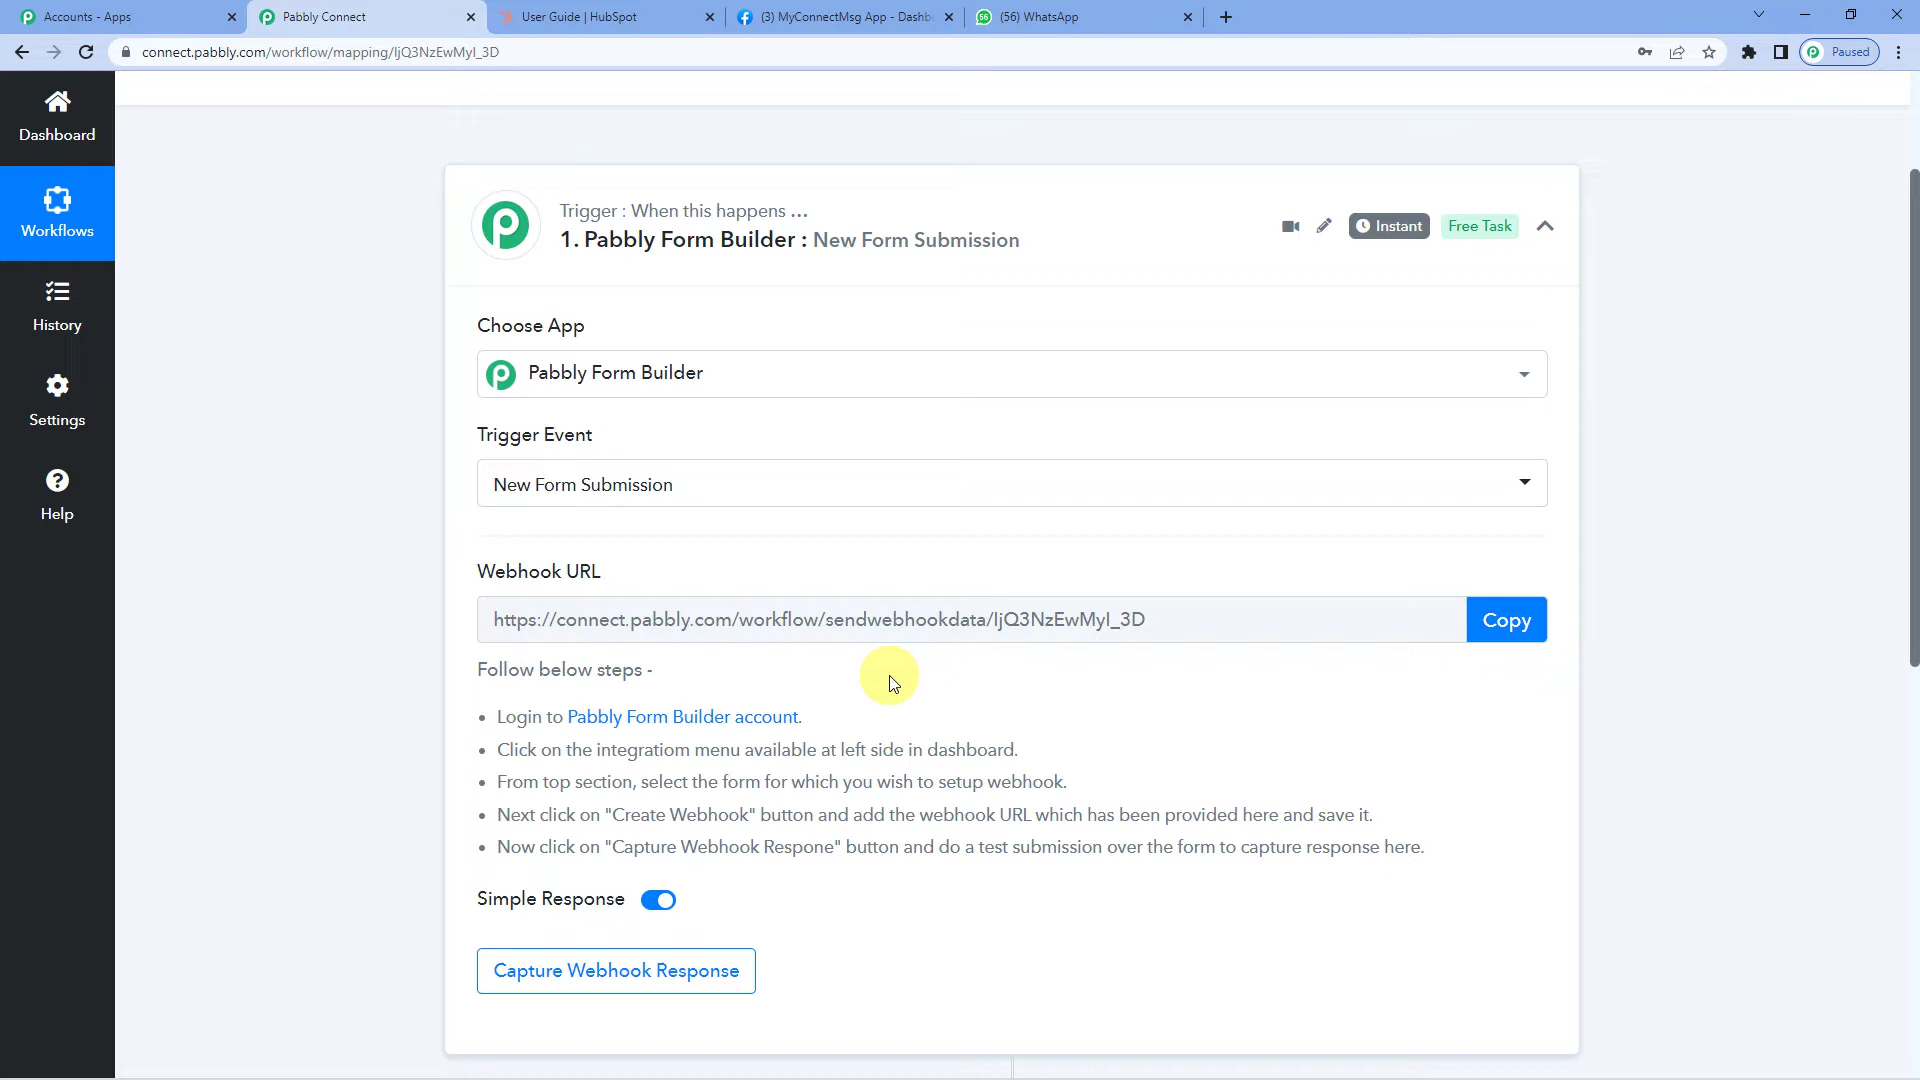 Accounts - Apps
Pabbly Connect
User Guide | HubSpot
(3) MyConnectMsg App - Dashb
(56) WhatsApp
connect.pabbly.com/workflow/mapping/IjQ3NzEwMyI_3D
Paused
Dashboard
Workflows
History
Settings
Help
Trigger : When this happens ...
1. Pabbly Form Builder : New Form Submission
Instant
Free Task
Choose App
Pabbly Form Builder
Trigger Event
New Form Submission
Webhook URL
https://connect.pabbly.com/workflow/sendwebhookdata/IjQ3NzEwMyI_3D
Copy
Follow below steps -
• Login to Pabbly Form Builder account.
• Click on the integratiom menu available at left side in dashboard.
• From top section, select the form for which you wish to setup webhook.
• Next click on "Create Webhook" button and add the webhook URL which has been provided here and save it.
• Now click on "Capture Webhook Respone" button and do a test submission over the form to capture response here.
Simple Response
Capture Webhook Response